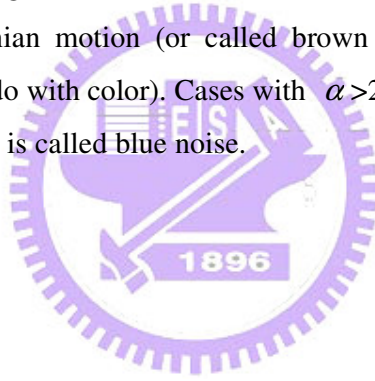 nian motion (or called brown
do with color). Cases with α >2
is called blue noise.
E S A
1896